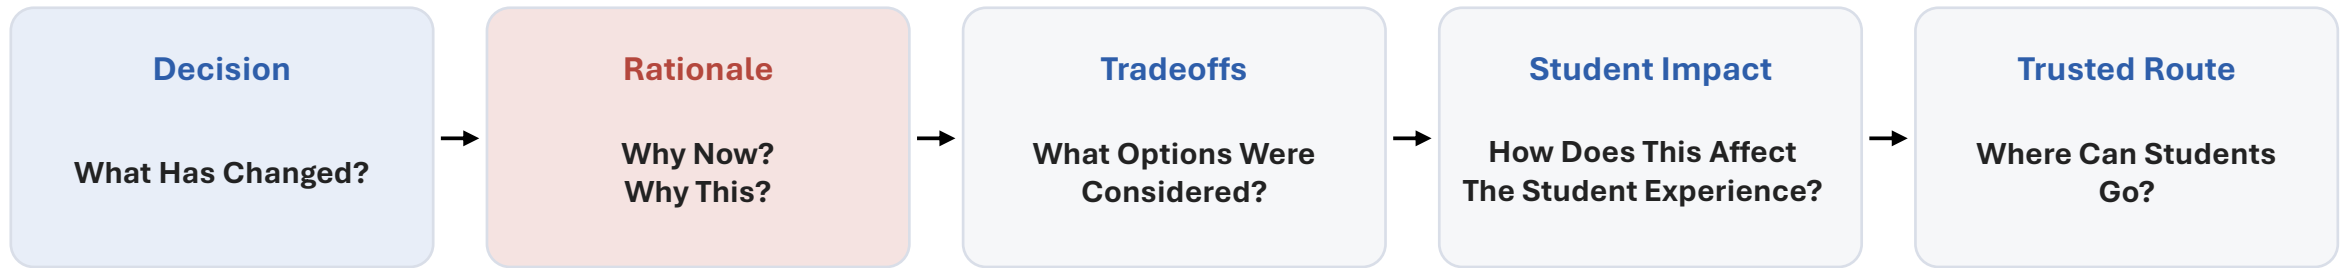 Decision
What Has Changed?
Rationale
Why Now?
Why This?
Tradeoffs
What Options Were
Considered?
Student Impact
How Does This Affect
The Student Experience?
Trusted Route
Where Can Students
Go?